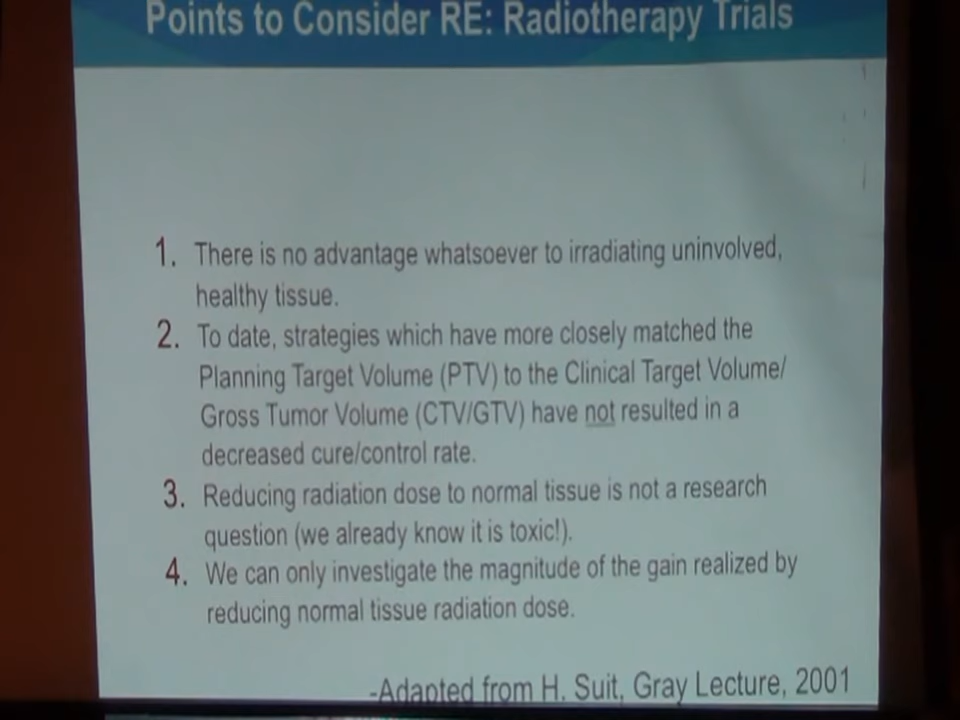 Points to Consider RE: Radiotherapy Trials
1. There is no advantage whatsoever to irradiating uninvolved,
healthy tissue.
2. To date, strategies which have more closely matched the
Planning Target Volume (PTV) to the Clinical Target Volume/
Gross Tumor Volume (CTV/GTV) have not resulted in a
decreased cure/control rate.
3. Reducing radiation dose to normal tissue is not a research
question (we already know it is toxic!).
4. We can only investigate the magnitude of the gain realized by
reducing normal tissue radiation dose.
-Adapted from H. Suit, Gray Lecture, 2001